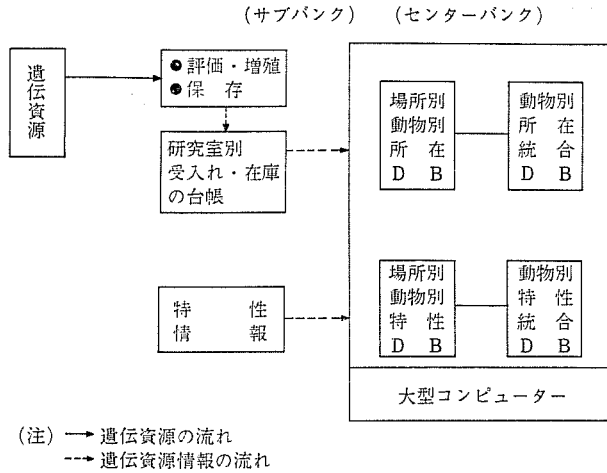 (サブバンク) (センターバンク)
遺伝資源
●評価・増殖
●保 存
研究室別
受入れ・在庫
の台帳
場所別
動物別
所 在
D B
動物別
所 在
統 合
D B
特 性
情 報
場所別
動物別
特 性
D B
動物別
特 性
統 合
D B
大型コンピューター
(注) → 遺伝資源の流れ
--→ 遺伝資源情報の流れ